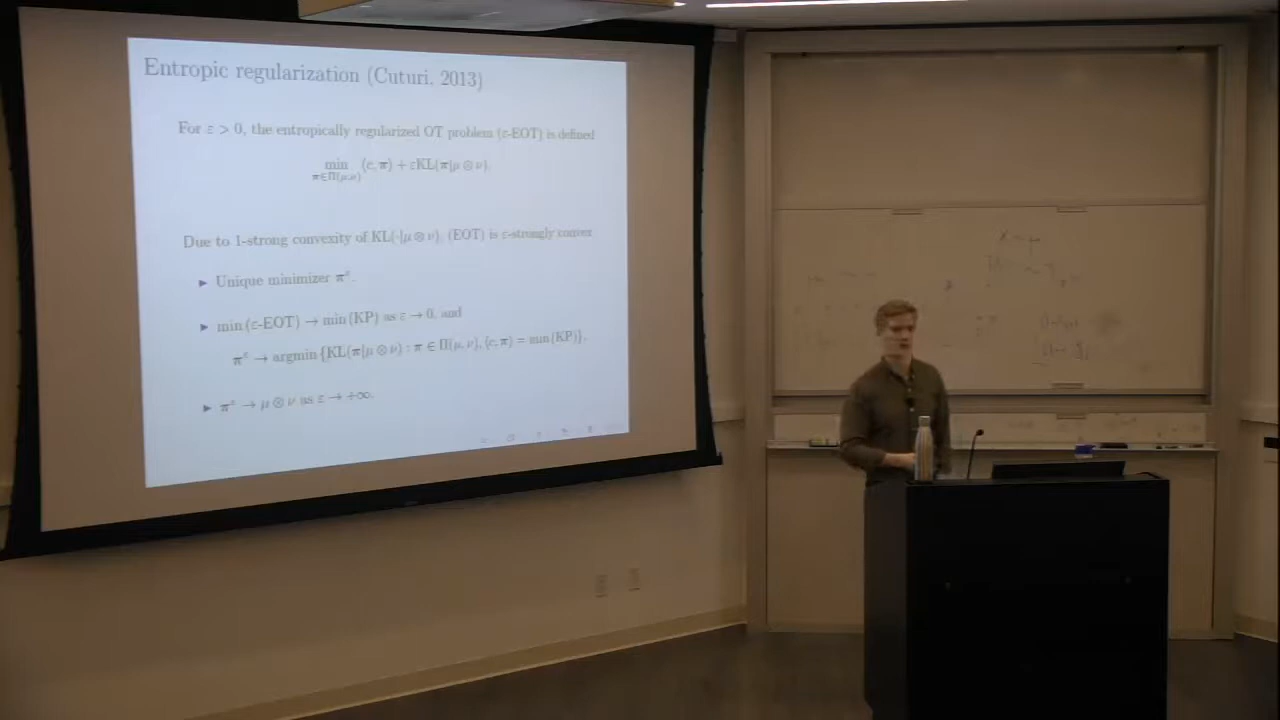 Entropic regularization (Cuturi, 2013)
For ε > 0, the entropically regularized OT problem (ε-EOT) is defined
min ⟨c, π⟩ + εKL(π|μ ⊗ ν).
π∈Π(μ,ν)
Due to 1-strong convexity of KL(·|μ ⊗ ν), (EOT) is ε-strongly convex
▶ Unique minimizer π^ε.
▶ min (ε-EOT) → min (KP) as ε → 0, and
π^ε → argmin {KL(π|μ ⊗ ν) : π ∈ Π(μ, ν), ⟨c, π⟩ = min(KP)}.
▶ π^ε → μ ⊗ ν as ε → +∞.